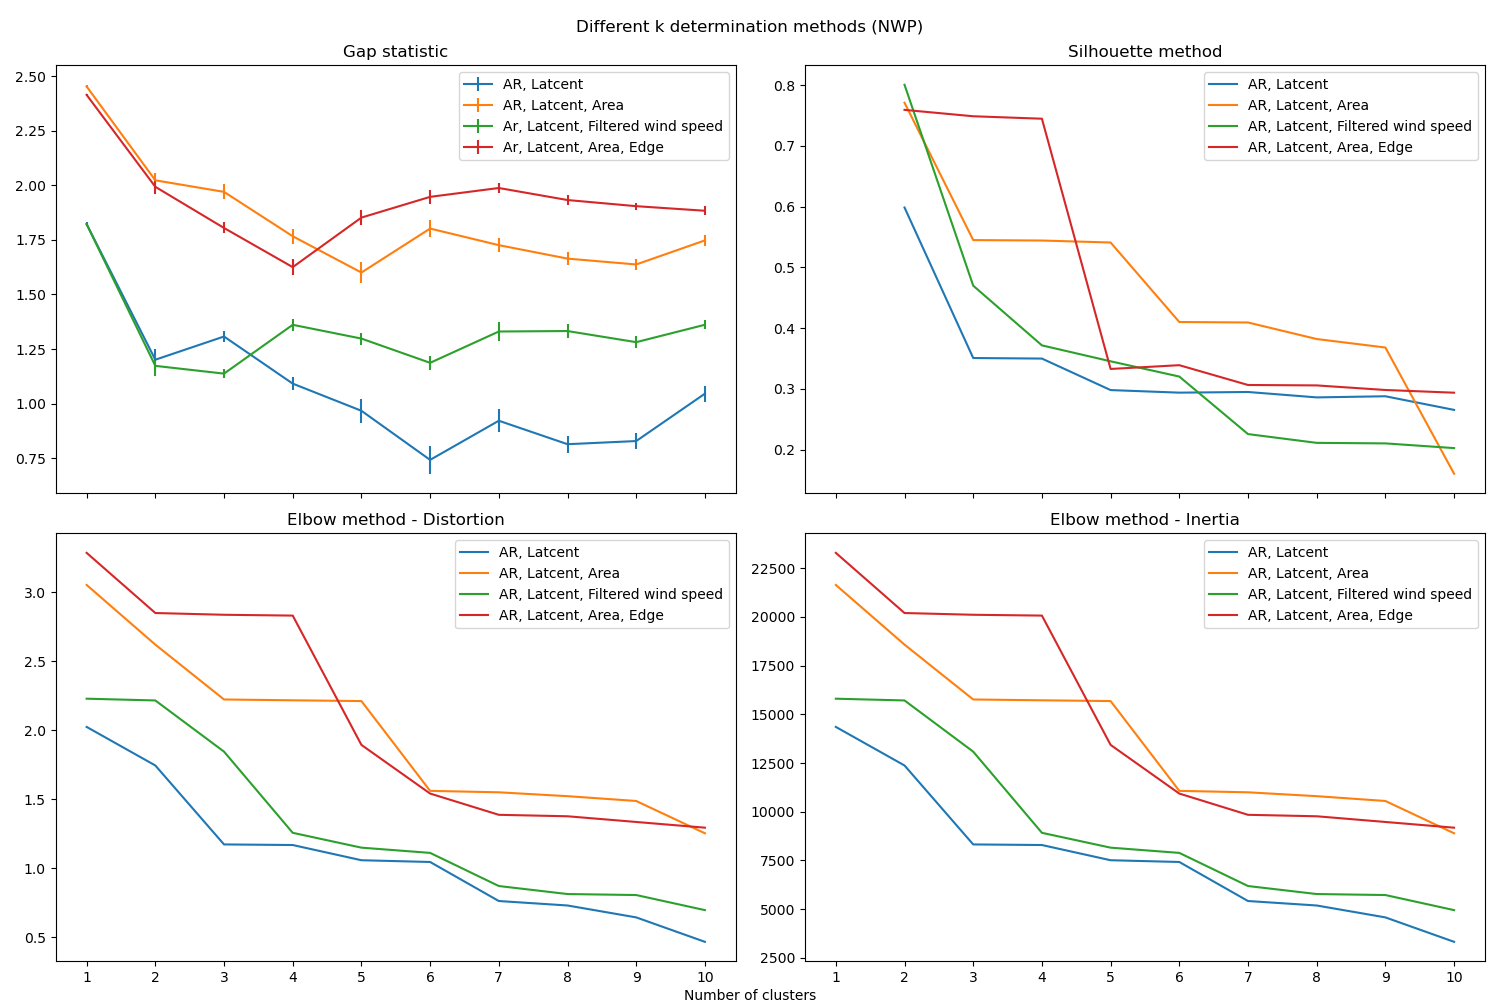 Different k determination methods (NWP)
Gap statistic
2.50
2.25
2.00
1.75
1.50
1.25
1.00
0.75
AR, Latcent
AR, Latcent, Area
Ar, Latcent, Filtered wind speed
Ar, Latcent, Area, Edge
Silhouette method
0.8
0.7
0.6
0.5
0.4
0.3
0.2
AR, Latcent
AR, Latcent, Area
AR, Latcent, Filtered wind speed
AR, Latcent, Area, Edge
Elbow method - Distortion
3.0
2.5
2.0
1.5
1.0
0.5
AR, Latcent
AR, Latcent, Area
AR, Latcent, Filtered wind speed
AR, Latcent, Area, Edge
1 2 3 4 5 6 7 8 9 10
Elbow method - Inertia
22500
20000
17500
15000
12500
10000
7500
5000
2500
AR, Latcent
AR, Latcent, Area
AR, Latcent, Filtered wind speed
AR, Latcent, Area, Edge
1 2 3 4 5 6 7 8 9 10
Number of clusters